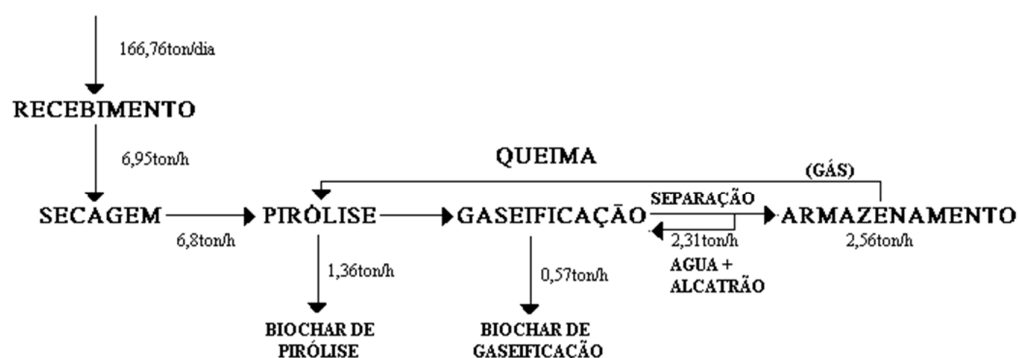 166,76ton/dia
RECEBIMENTO
6,95ton/h
QUEIMA
(GÁS)
SECAGEM
6,8ton/h
PIRÓLISE
GASEIFICAÇÃO
SEPARAÇÃO
ARMAZENAMENTO
2,31ton/h
2,56ton/h
AGUA +
ALCATRÃO
1,36ton/h
0,57ton/h
BIOCHAR DE
PIRÓLISE
BIOCHAR DE
GASEIFICAÇÃO